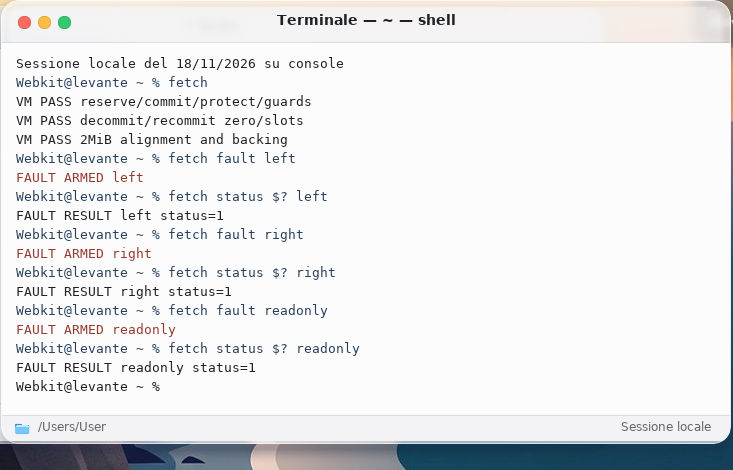 Terminale — ~ — shell
Sessione locale del 18/11/2026 su console
Webkit@levante ~ % fetch
VM PASS reserve/commit/protect/guards
VM PASS decommit/recommit zero/slots
VM PASS 2MiB alignment and backing
Webkit@levante ~ % fetch fault left
FAULT ARMED left
Webkit@levante ~ % fetch status $? left
FAULT RESULT left status=1
Webkit@levante ~ % fetch fault right
FAULT ARMED right
Webkit@levante ~ % fetch status $? right
FAULT RESULT right status=1
Webkit@levante ~ % fetch fault readonly
FAULT ARMED readonly
Webkit@levante ~ % fetch status $? readonly
FAULT RESULT readonly status=1
Webkit@levante ~ %
/Users/User
Sessione locale